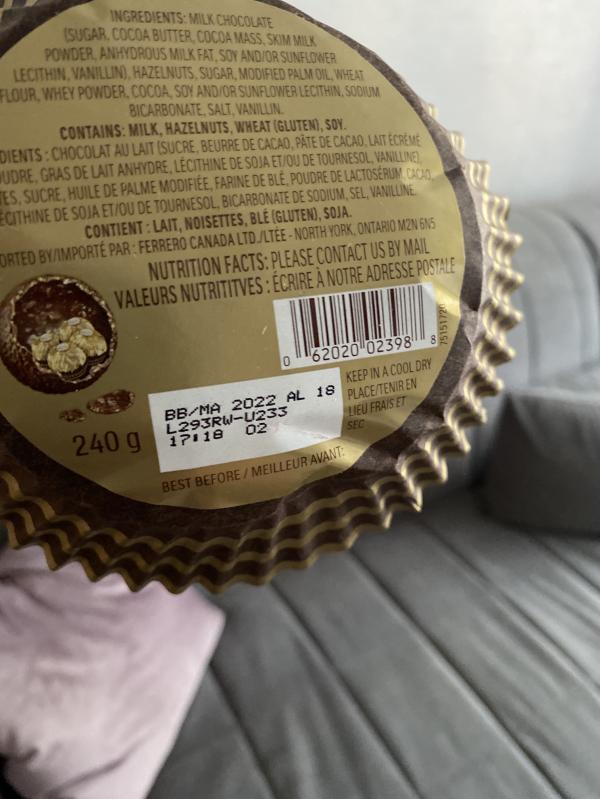 INGREDIENTS: MILK CHOCOLATE
(SUGAR, COCOA BUTTER, COCOA MASS, SKIM MILK
POWDER, ANHYDROUS MILK FAT, SOY AND/OR SUNFLOWER
LECITHIN, VANILLIN), HAZELNUTS, SUGAR, MODIFIED PALM OIL, WHEAT
FLOUR, WHEY POWDER, COCOA, SOY AND/OR SUNFLOWER LECITHIN, SODIUM
BICARBONATE, SALT, VANILLIN.
CONTAINS: MILK, HAZELNUTS, WHEAT (GLUTEN), SOY.
DIENTS : CHOCOLAT AU LAIT (SUCRE, BEURRE DE CACAO, PÂTE DE CACAO, LAIT ÉCRÉMÉ
OUDRE, GRAS DE LAIT ANHYDRE, LÉCITHINE DE SOJA ET/OU DE TOURNESOL, VANILLINE),
TES, SUCRE, HUILE DE PALME MODIFIÉE, FARINE DE BLÉ, POUDRE DE LACTOSÉRUM, CACAO,
ÉCITHINE DE SOJA ET/OU DE TOURNESOL, BICARBONATE DE SODIUM, SEL, VANILLINE.
CONTIENT : LAIT, NOISETTES, BLÉ (GLUTEN), SOJA.
ORTED BY/IMPORTÉ PAR : FERRERO CANADA LTD./LTÉE - NORTH YORK, ONTARIO M2N 6N5
NUTRITION FACTS: PLEASE CONTACT US BY MAIL
VALEURS NUTRITITVES : ÉCRIRE À NOTRE ADRESSE POSTALE
0 62020 02398 8
75151720
KEEP IN A COOL DRY
PLACE/TENIR EN
LIEU FRAIS ET
SEC
BB/MA 2022 AL 18
L293RW-U233
17:18 02
240 g
BEST BEFORE / MEILLEUR AVANT: